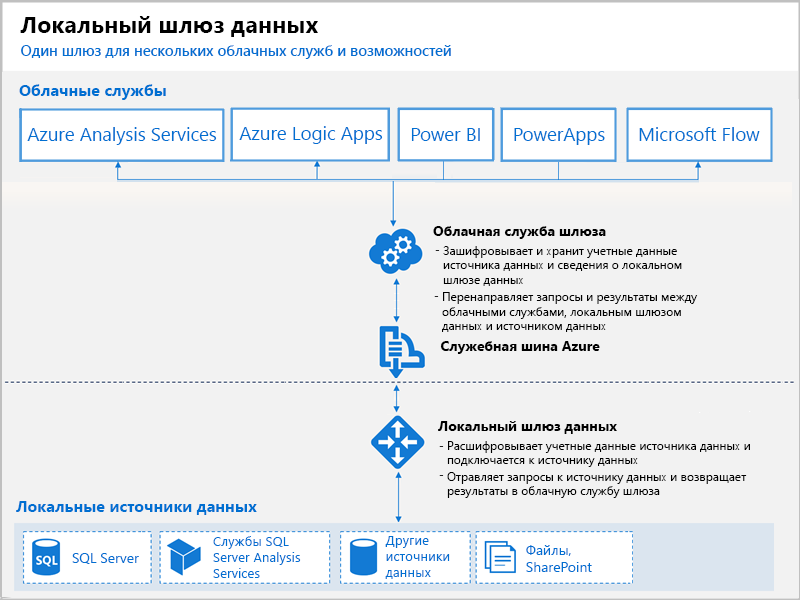 Локальный шлюз данных
Один шлюз для нескольких облачных служб и возможностей
Облачные службы
Azure Analysis Services
Azure Logic Apps
Power BI
PowerApps
Microsoft Flow
Облачная служба шлюза
- Зашифровывает и хранит учетные данные
источника данных и сведения о локальном
шлюзе данных
- Перенаправляет запросы и результаты между
облачными службами, локальным шлюзом
данных и источником данных
Служебная шина Azure
Локальный шлюз данных
- Расшифровывает учетные данные источника данных и
подключается к источнику данных
- Отравляет запросы к источнику данных и возвращает
результаты в облачную службу шлюза
Локальные источники данных
SQL
SQL Server
Службы SQL
Server Analysis
Services
Другие
источники
данных
Файлы,
SharePoint